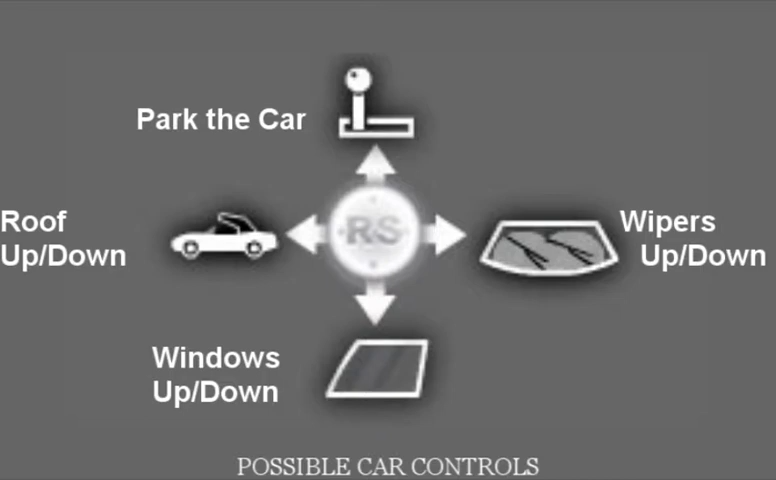 Park the Car
Roof
Up/Down
RS
Wipers
Up/Down
Windows
Up/Down
POSSIBLE CAR CONTROLS